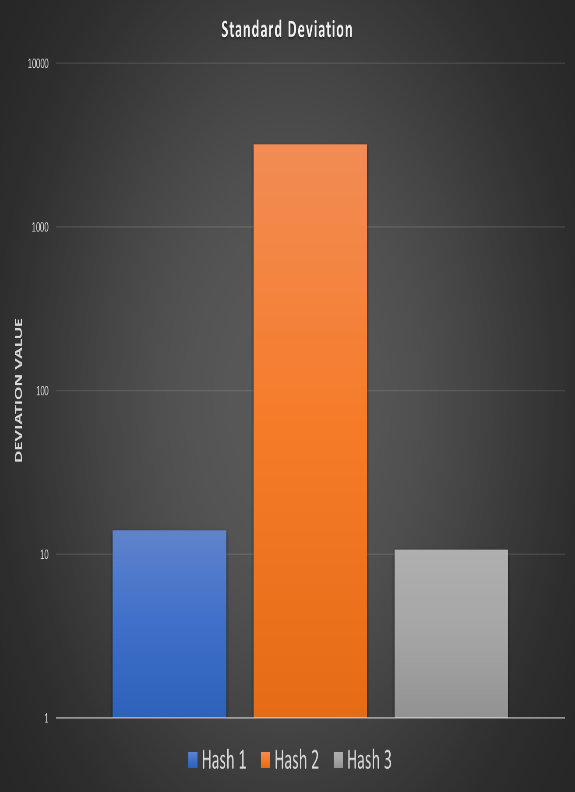 Standard Deviation
10000
1000
100
10
1
DEVIATION VALUE
Hash 1 Hash 2 Hash 3